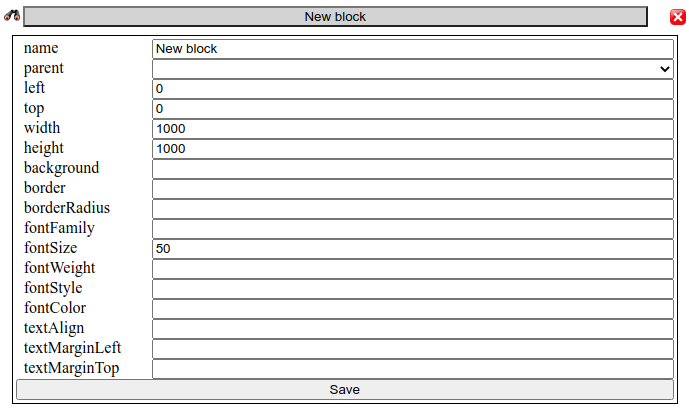 New block
name New block
parent
left 0
top 0
width 1000
height 1000
background
border
borderRadius
fontFamily
fontSize 50
fontWeight
fontStyle
fontColor
textAlign
textMarginLeft
textMarginTop
Save